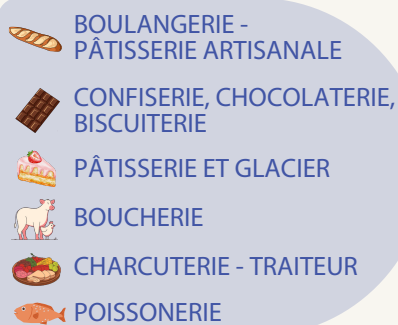 BOULANGERIE -
PÂTISSERIE ARTISANALE
CONFISERIE, CHOCOLATERIE,
BISCUITERIE
PÂTISSERIE ET GLACIER
BOUCHERIE
CHARCUTERIE - TRAITEUR
POISSONERIE